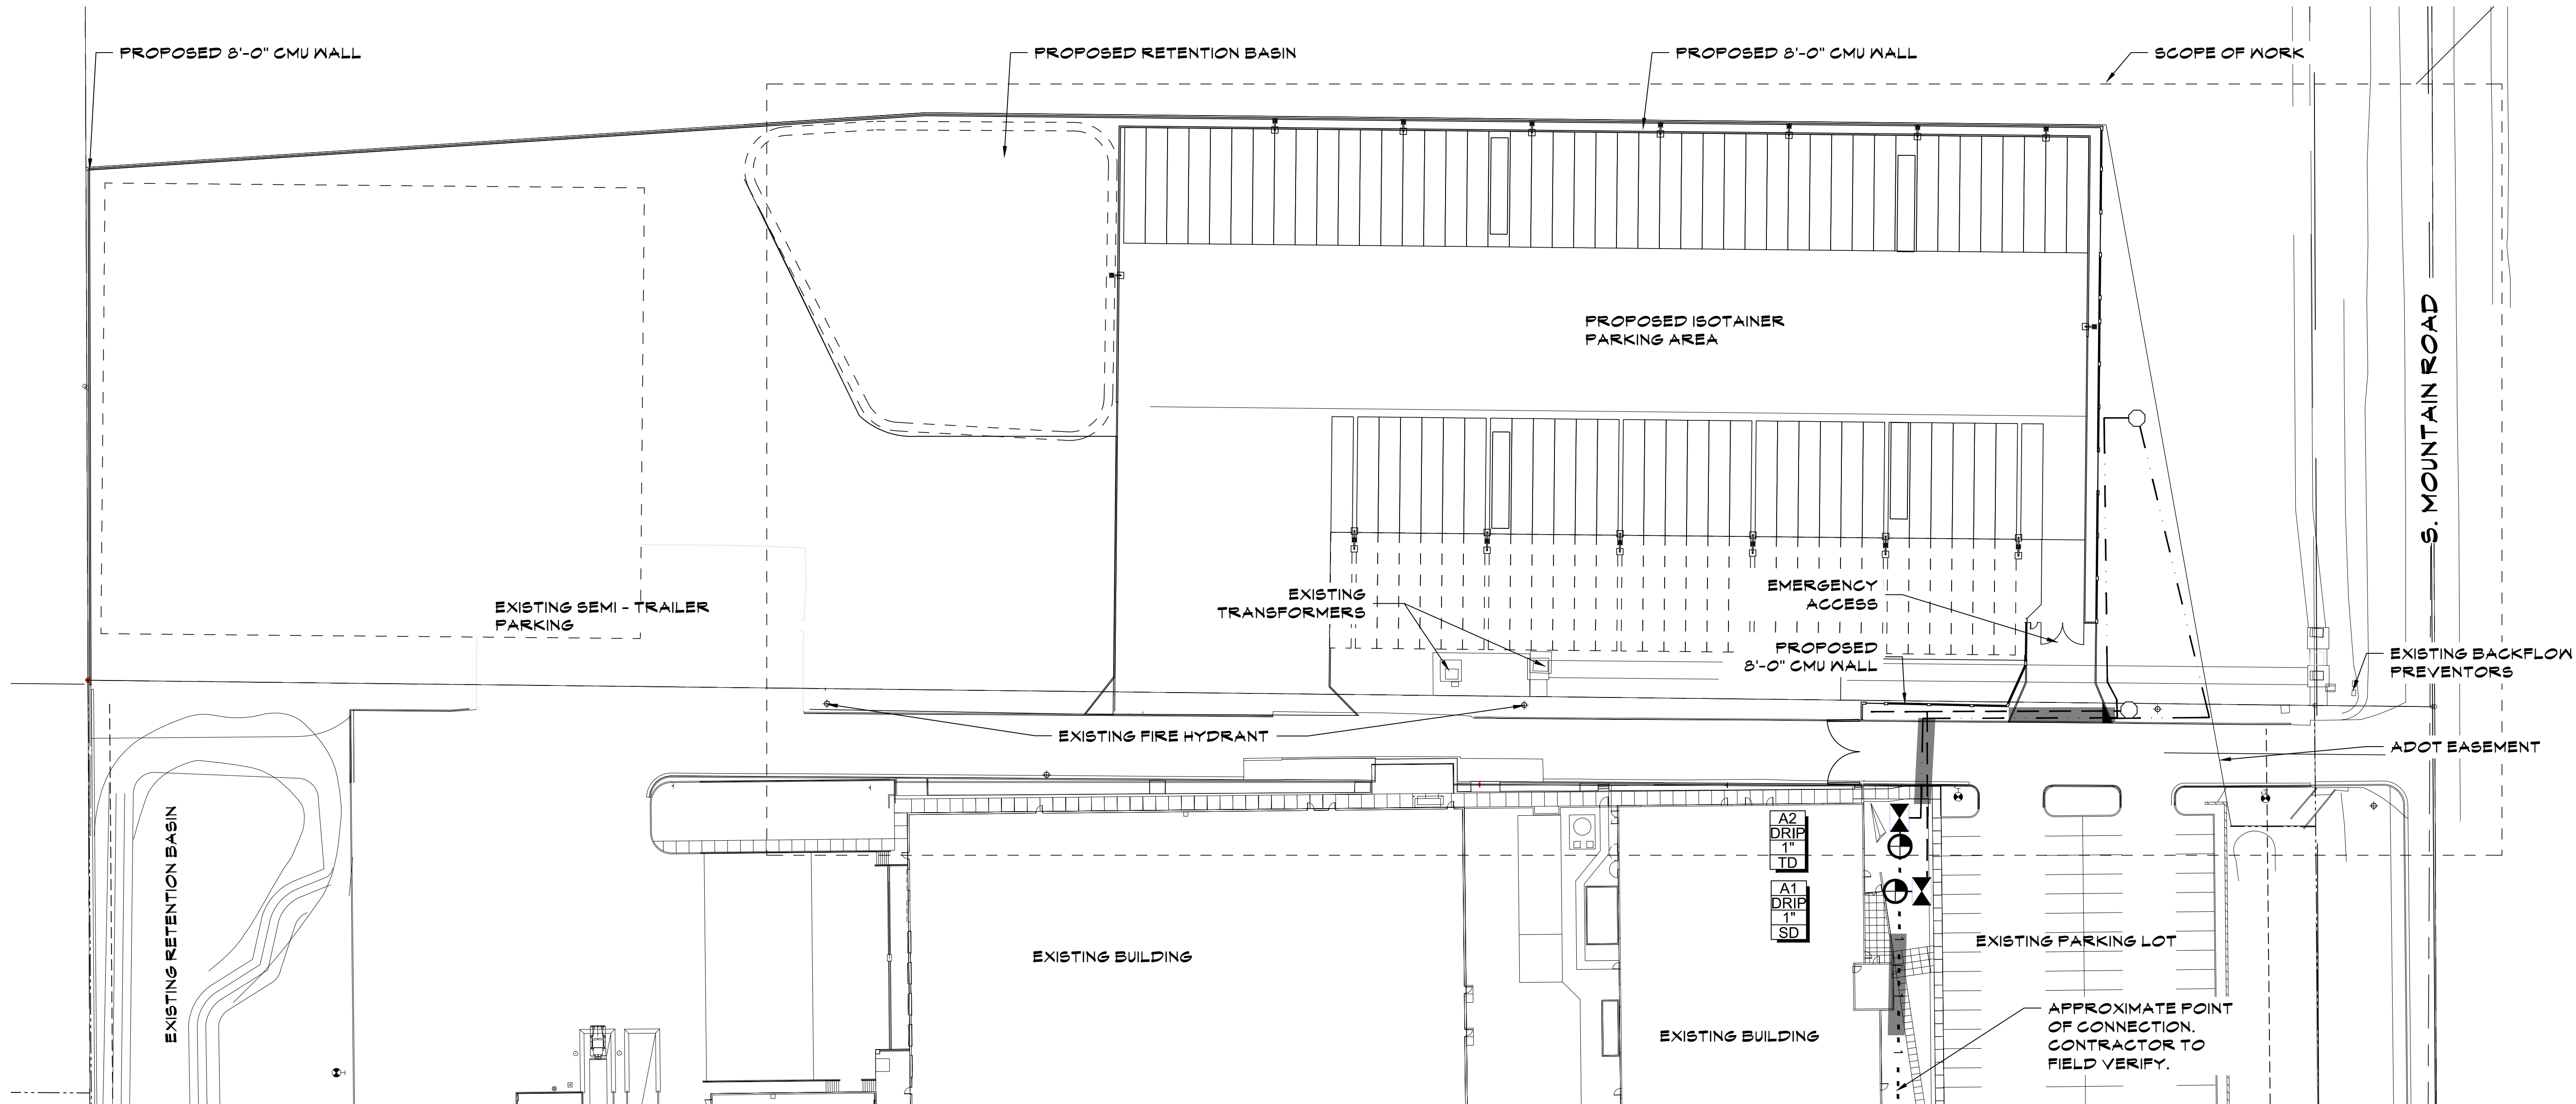 PROPOSED 8'-0" CMU WALL
PROPOSED RETENTION BASIN
PROPOSED 8'-0" CMU WALL
SCOPE OF WORK
PROPOSED ISOTAINER
PARKING AREA
S. MOUNTAIN ROAD
EXISTING SEMI - TRAILER
PARKING
EXISTING
TRANSFORMERS
EMERGENCY
ACCESS
PROPOSED
8'-0" CMU WALL
EXISTING BACKFLOW
PREVENTORS
EXISTING FIRE HYDRANT
ADOT EASEMENT
EXISTING RETENTION BASIN
A2
DRIP
1"
TD
A1
DRIP
1"
SD
EXISTING BUILDING
EXISTING PARKING LOT
EXISTING BUILDING
APPROXIMATE POINT
OF CONNECTION.
CONTRACTOR TO
FIELD VERIFY.